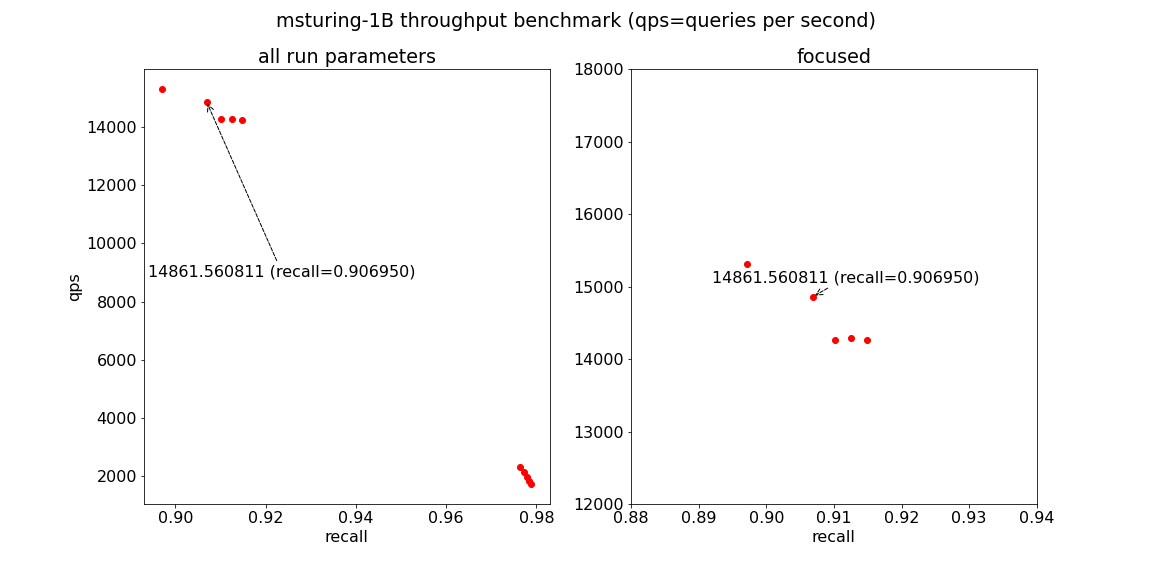 msturing-1B throughput benchmark (qps=queries per second)
all run parameters
14000
12000
10000
8000
6000
4000
2000
qps
14861.560811 (recall=0.906950)
0.90 0.92 0.94 0.96 0.98
recall
focused
18000
17000
16000
15000
14000
13000
12000
14861.560811 (recall=0.906950)
0.88 0.89 0.90 0.91 0.92 0.93 0.94
recall